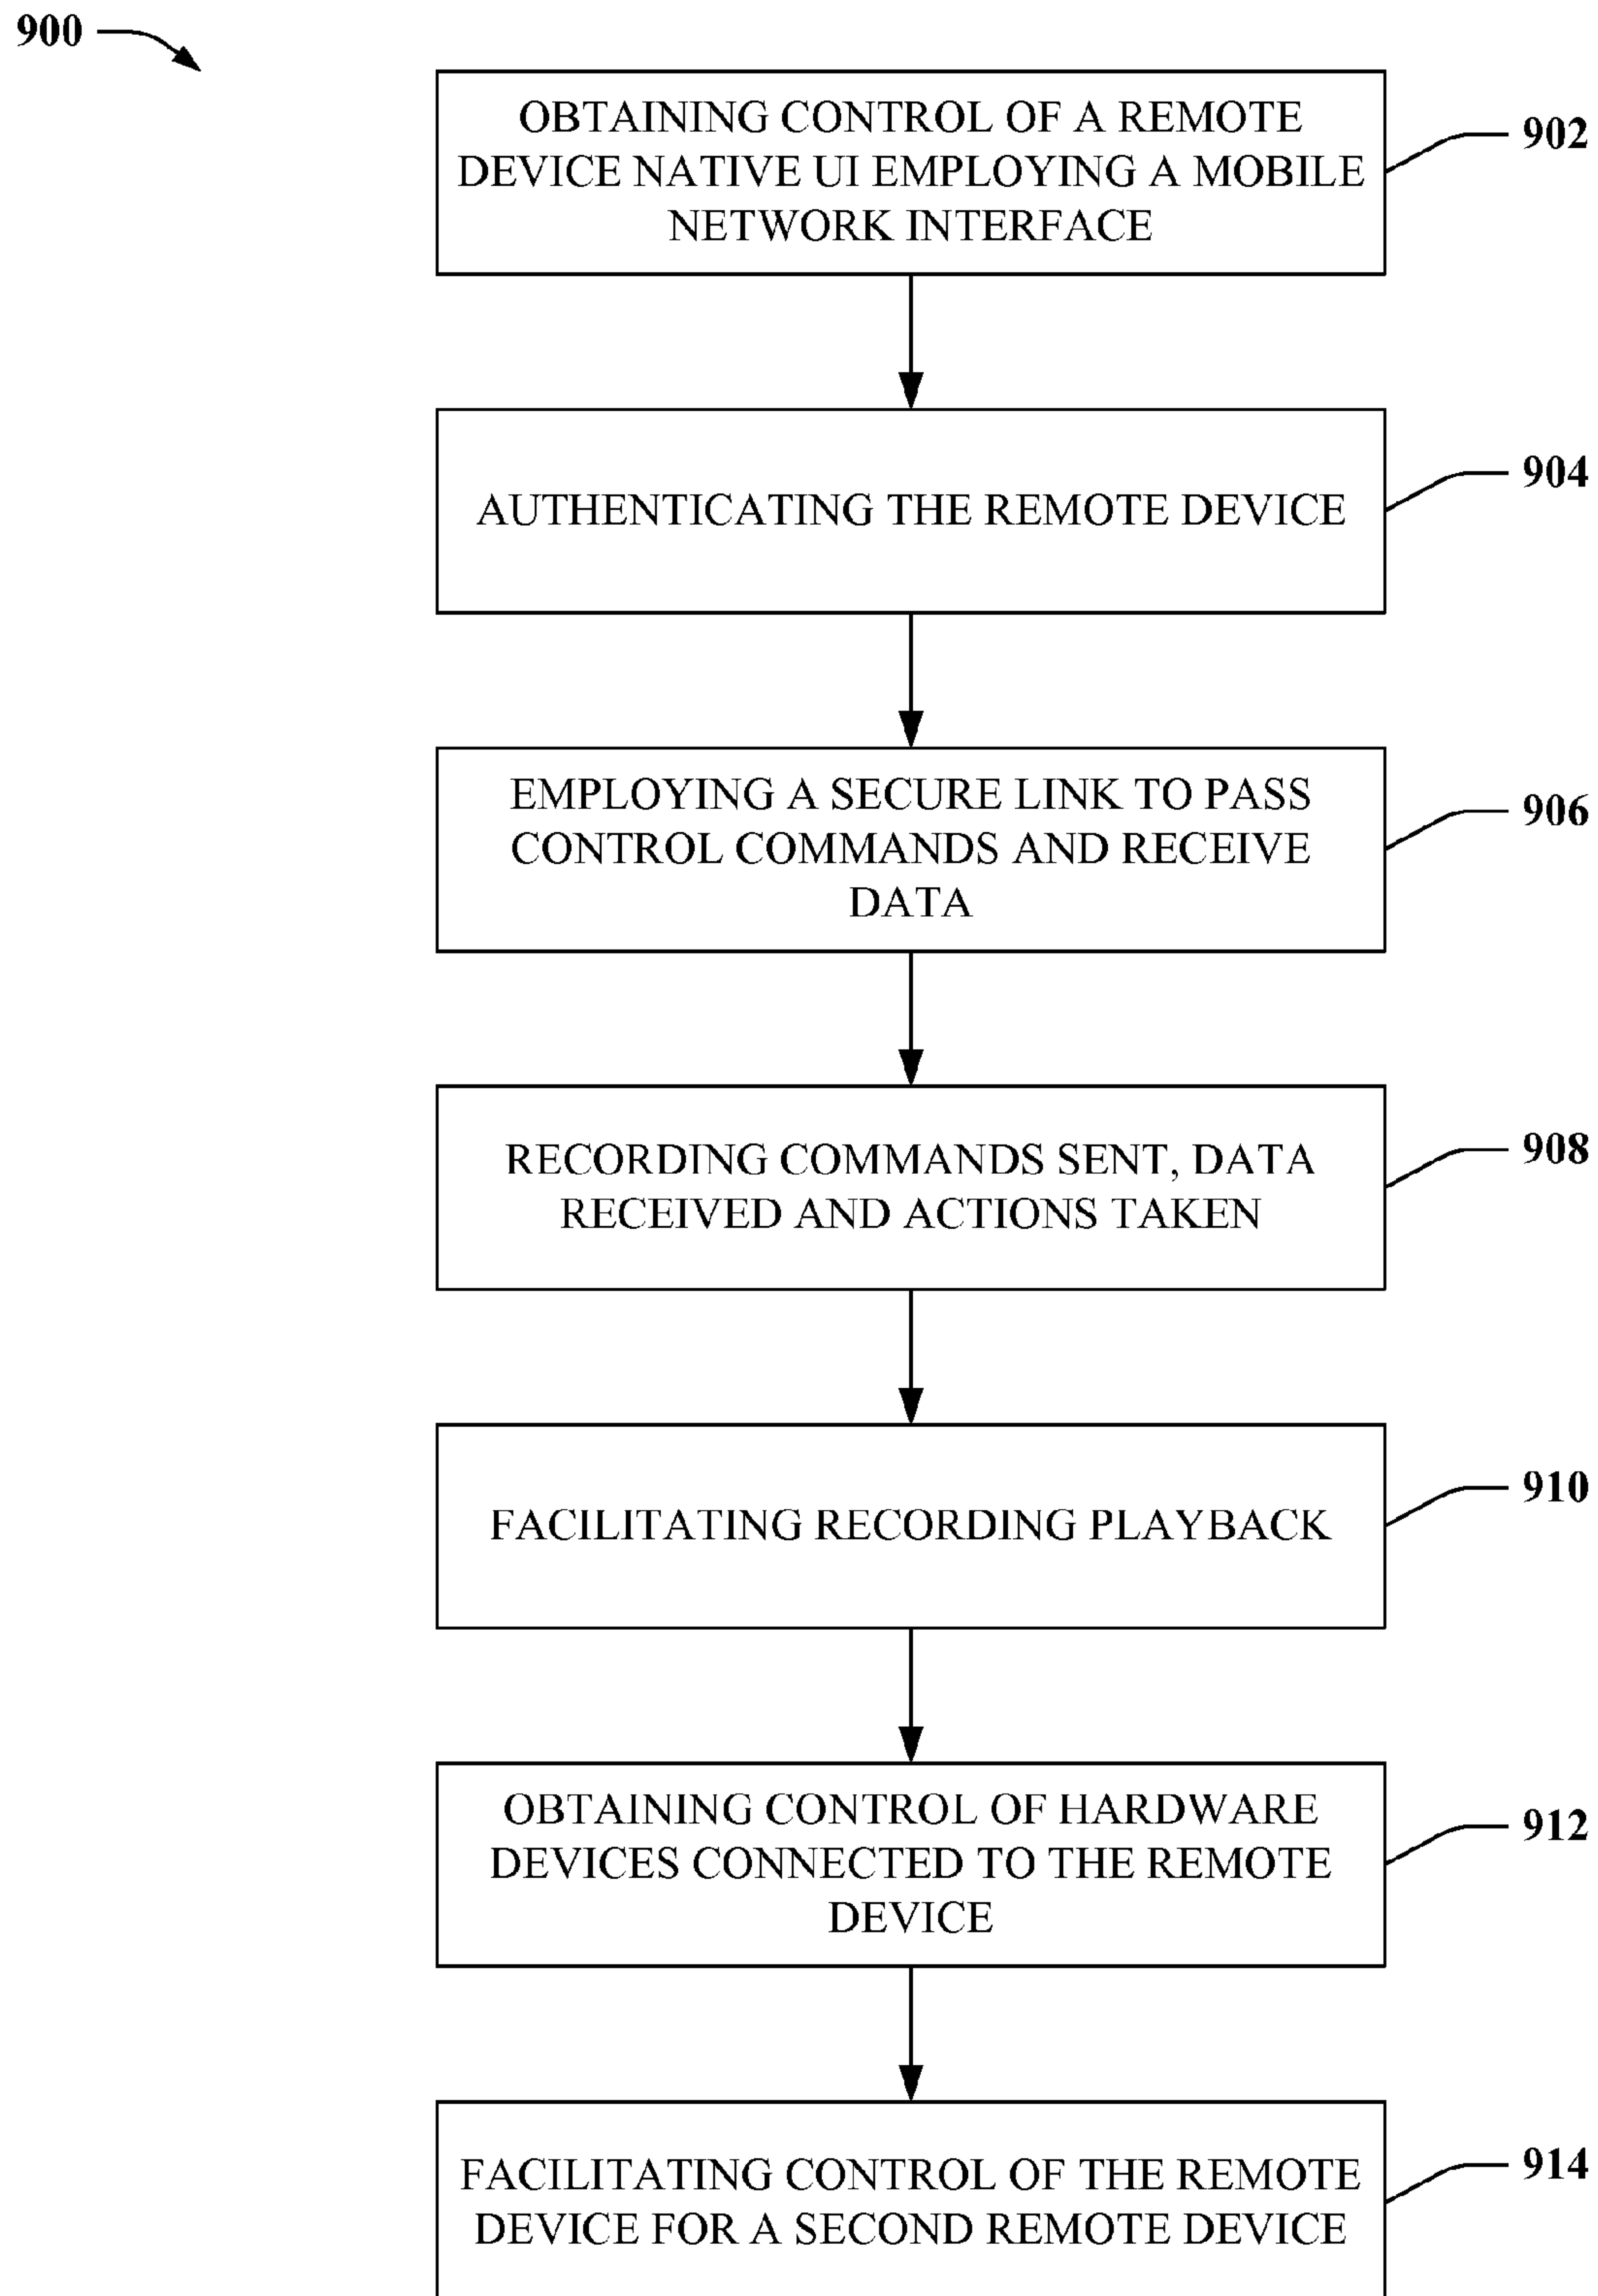 900
OBTAINING CONTROL OF A REMOTE
DEVICE NATIVE UI EMPLOYING A MOBILE
NETWORK INTERFACE
902
AUTHENTICATING THE REMOTE DEVICE
904
EMPLOYING A SECURE LINK TO PASS
CONTROL COMMANDS AND RECEIVE
DATA
906
RECORDING COMMANDS SENT, DATA
RECEIVED AND ACTIONS TAKEN
908
FACILITATING RECORDING PLAYBACK
910
OBTAINING CONTROL OF HARDWARE
DEVICES CONNECTED TO THE REMOTE
DEVICE
912
FACILITATING CONTROL OF THE REMOTE
DEVICE FOR A SECOND REMOTE DEVICE
914